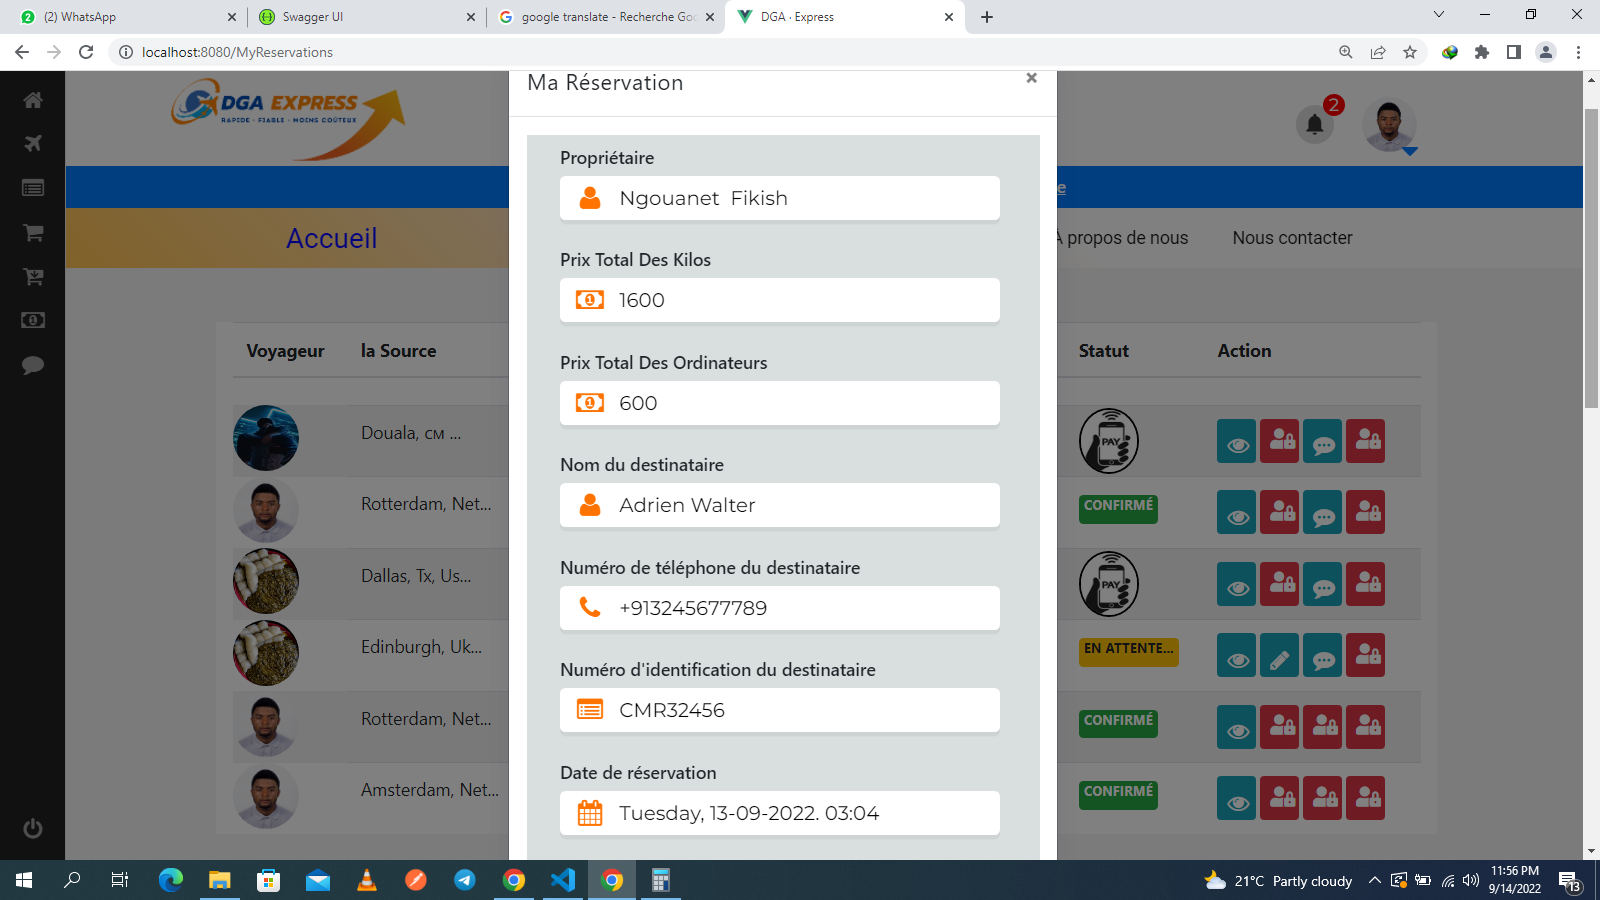 (2) WhatsApp
Swagger UI
google translate - Recherche Goo
DGA · Express
localhost:8080/MyReservations
DGA EXPRESS
RAPIDE - FIABLE - MOINS COÛTEUX
2
Ma Réservation
e
Accueil
À propos de nous
Nous contacter
Voyageur
la Source
Statut
Action
Douala, CM ...
PAY
Rotterdam, Net...
CONFIRMÉ
Dallas, Tx, Us...
PAY
Edinburgh, Uk...
EN ATTENTE...
Rotterdam, Net...
CONFIRMÉ
Amsterdam, Net...
CONFIRMÉ
Propriétaire
Ngouanet Fikish
Prix Total Des Kilos
1600
Prix Total Des Ordinateurs
600
Nom du destinataire
Adrien Walter
Numéro de téléphone du destinataire
+913245677789
Numéro d'identification du destinataire
CMR32456
Date de réservation
Tuesday, 13-09-2022. 03:04
21°C Partly cloudy
11:56 PM
9/14/2022
13